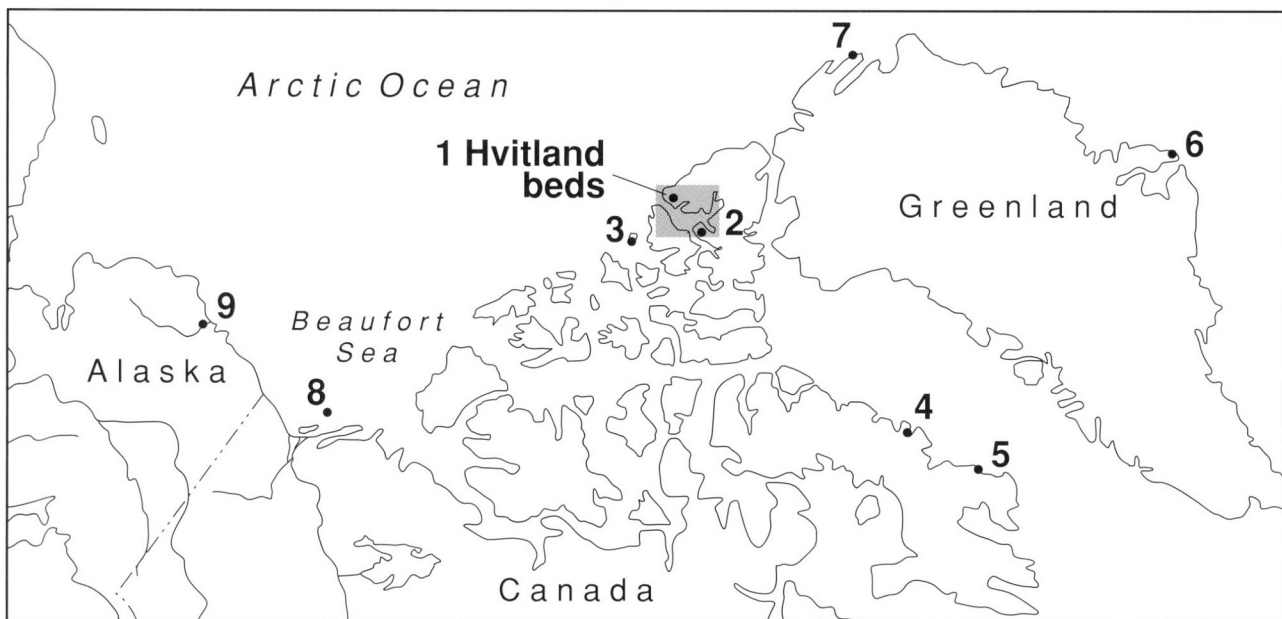 7
Arctic Ocean
1 Hvitland
beds
6
Greenland
2
3
9
Beaufort
Sea
Alaska
8
4
5
Canada